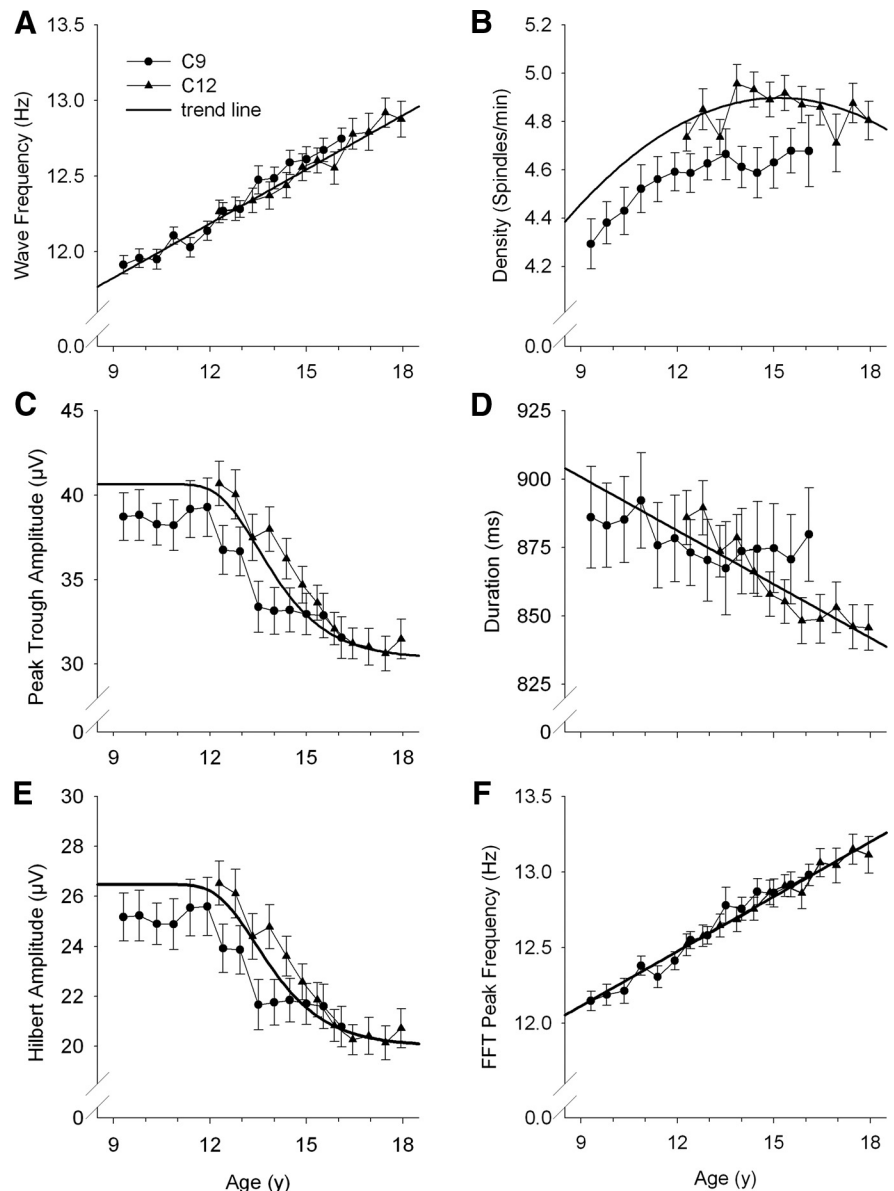 A
Wave Frequency (Hz)
13.5
13.0
12.5
12.0
0.0
C9
C12
trend line
9 12 15 18
B
Density (Spindles/min)
5.2
5.0
4.8
4.6
4.4
4.2
0.0
9 12 15 18
C
Peak Trough Amplitude (µV)
45
40
35
30
0
9 12 15 18
D
Duration (ms)
925
900
875
850
825
0
9 12 15 18
E
Hilbert Amplitude (µV)
30
28
26
24
22
20
0
9 12 15 18
Age (y)
F
FFT Peak Frequency (Hz)
13.5
13.0
12.5
12.0
0.0
9 12 15 18
Age (y)